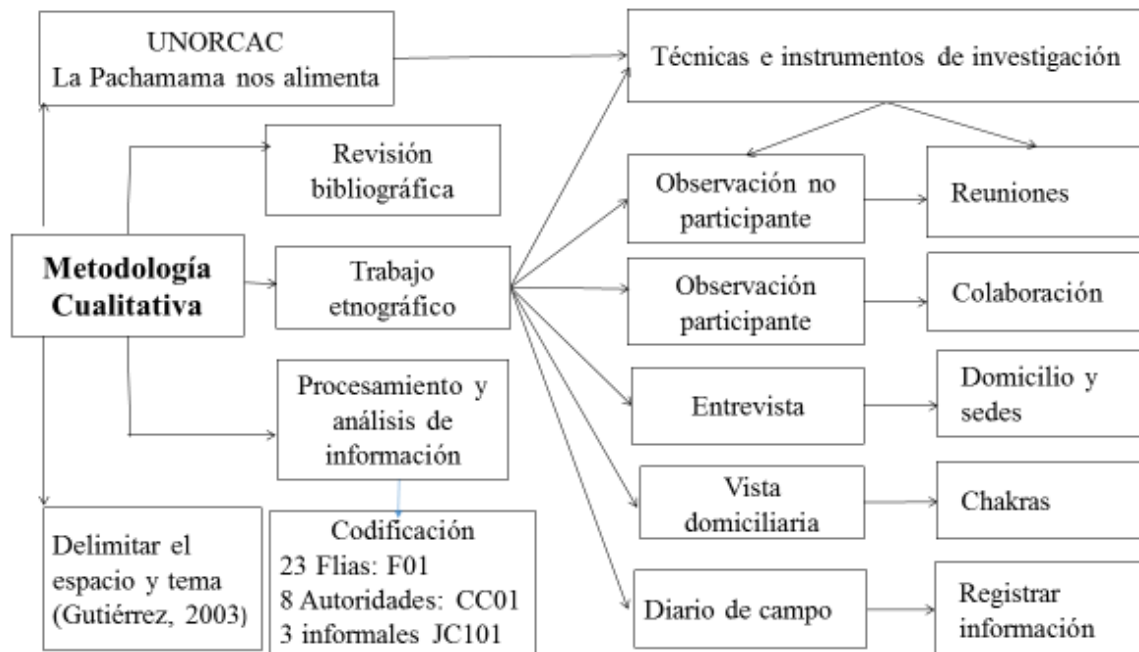 UNORCAC
La Pachamama nos alimenta
Técnicas e instrumentos de investigación
Revisión
bibliográfica
Observación no
participante
Reuniones
Metodología
Cualitativa
Trabajo
etnográfico
Observación
participante
Colaboración
Procesamiento y
análisis de
información
Entrevista
Domicilio y
sedes
Vista
domiciliaria
Chakras
Delimitar el
espacio y tema
(Gutiérrez, 2003)
Codificación
23 Flias: F01
8 Autoridades: CC01
3 informales JC101
Diario de campo
Registrar
información